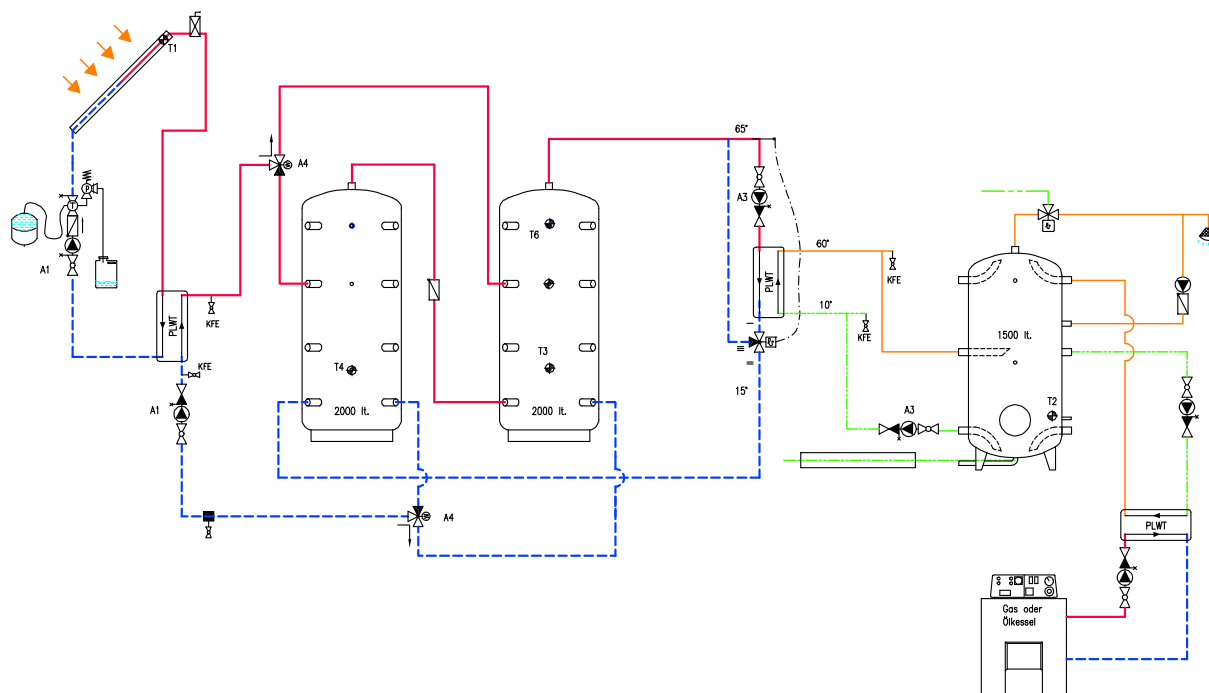 T1
A4
65°
A3
T6
60°
KFE
P
T
A1
PLWT
KFE
PLWT
10°
KFE
1500 lt.
KFE
T4
T3
15°
A1
2000 lt.
2000 lt.
A3
T2
A4
PLWT
Gas oder
Ölkessel